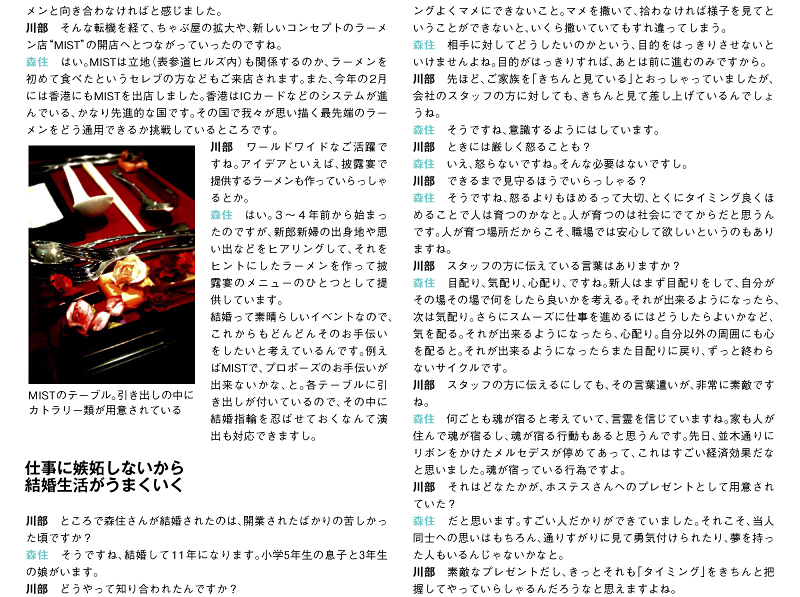 メンと向き合わなければと感じました。
川部　そんな転機を経て、ちゃぶ屋の拡大や、新しいコンセプトのラーメ
ン店“MIST”の開店へとつながっていったのですね。
森住　はい。MISTは立地（表参道ヒルズ内）も関係するのか、ラーメンを
初めて食べたというセレブの方などもご来店されます。また、今年の2月
には香港にもMISTを出店しました。香港はICカードなどのシステムが進
んでいる、かなり先進的な国です。その国で我々が思い描く最先端のラー
メンをどう通用できるか挑戦しているところです。
川部　ワールドワイドなご活躍で
すね。アイデアといえば、披露宴で
提供するラーメンも作っていらっしゃ
るとか。
森住　はい。3～4年前から始まっ
たのですが、新郎新婦の出身地や思
い出などをヒアリングして、それを
ヒントにしたラーメンを作って披
露宴のメニューのひとつとして提
供しています。
結婚って素晴らしいイベントなので、
これからもどんどんそのお手伝い
をしたいと考えているんです。例え
ばMISTで、プロポーズのお手伝いが
出来ないかな、と。各テーブルに引
き出しが付いているので、その中に
結婚指輪を忍ばせておくなんて演
出も対応できますし。
MISTのテーブル。引き出しの中に
カトラリー類が用意されている
仕事に嫉妬しないから
結婚生活がうまくいく
川部　ところで森住さんが結婚されたのは、開業されたばかりの苦しかっ
た頃ですか？
森住　そうですね、結婚して11年になります。小学5年生の息子と3年生
の娘がいます。
川部　どうやって知り合われたんですか？
ングよくマメにできないこと。マメを撒いて、拾わなければ様子を見てと
いうことができないと、いくら撒いていてもすれ違ってしまう。
森住　相手に対してどうしたいのかという、目的をはっきりさせないと
いけませんよね。目的がはっきりすれば、あとは前に進むのみですから。
川部　先ほど、ご家族を「きちんと見ている」とおっしゃっていましたが、
会社のスタッフの方に対しても、きちんと見て差し上げているんでしょ
うね。
森住　そうですね、意識するようにはしています。
川部　ときには厳しく怒ることも？
森住　いえ、怒らないですね。そんな必要はないですし。
川部　できるまで見守るほうでいらっしゃる？
森住　そうですね、怒るよりもほめるって大切、とくにタイミング良くほ
めることで人は育つのかなと。人が育つのは社会にでてからだと思うん
です。人が育つ場所だからこそ、職場では安心して欲しいというのもあり
ますね。
川部　スタッフの方に伝えている言葉はありますか？
森住　目配り、気配り、心配り、ですね。新人はまず目配りをして、自分が
その場その場で何をしたら良いかを考える。それが出来るようになったら、
次は気配り。さらにスムーズに仕事を進めるにはどうしたらよいかなど、
気を配る。それが出来るようになったら、心配り。自分以外の周囲にも心
を配ると。それが出来るようになったらまた目配りに戻り、ずっと終わら
ないサイクルです。
川部　スタッフの方に伝えるにしても、その言葉遣いが、非常に素敵です
ね。
森住　何ごとも魂が宿ると考えていて、言霊を信じていますね。家も人が
住んで魂が宿るし、魂が宿る行動もあると思うんです。先日、並木通りに
リボンをかけたメルセデスが停めてあって、これはすごい経済効果だな
と思いました。魂が宿っている行為ですよ。
川部　それはどなたかが、ホステスさんへのプレゼントとして用意され
ていた？
森住　だと思います。すごい人だかりができていました。それこそ、当人
同士への思いはもちろん、通りすがりに見て勇気付けられたり、夢を持っ
た人もいるんじゃないかなと。
川部　素敵なプレゼントだし、きっとそれも「タイミング」をきちんと把
握してやっていらしゃるんだろうなと思えますよね。